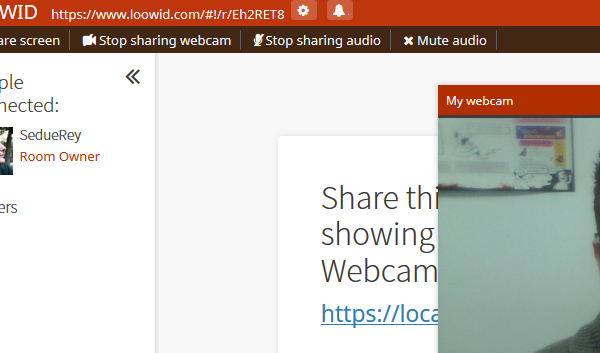 WID https://www.loowid.com/#!/r/Eh2RET8
are screen Stop sharing webcam Stop sharing audio Mute audio
ple
nected:
SedueRey
Room Owner
ers
My webcam
Share thi
showing
Webcam
https://loca